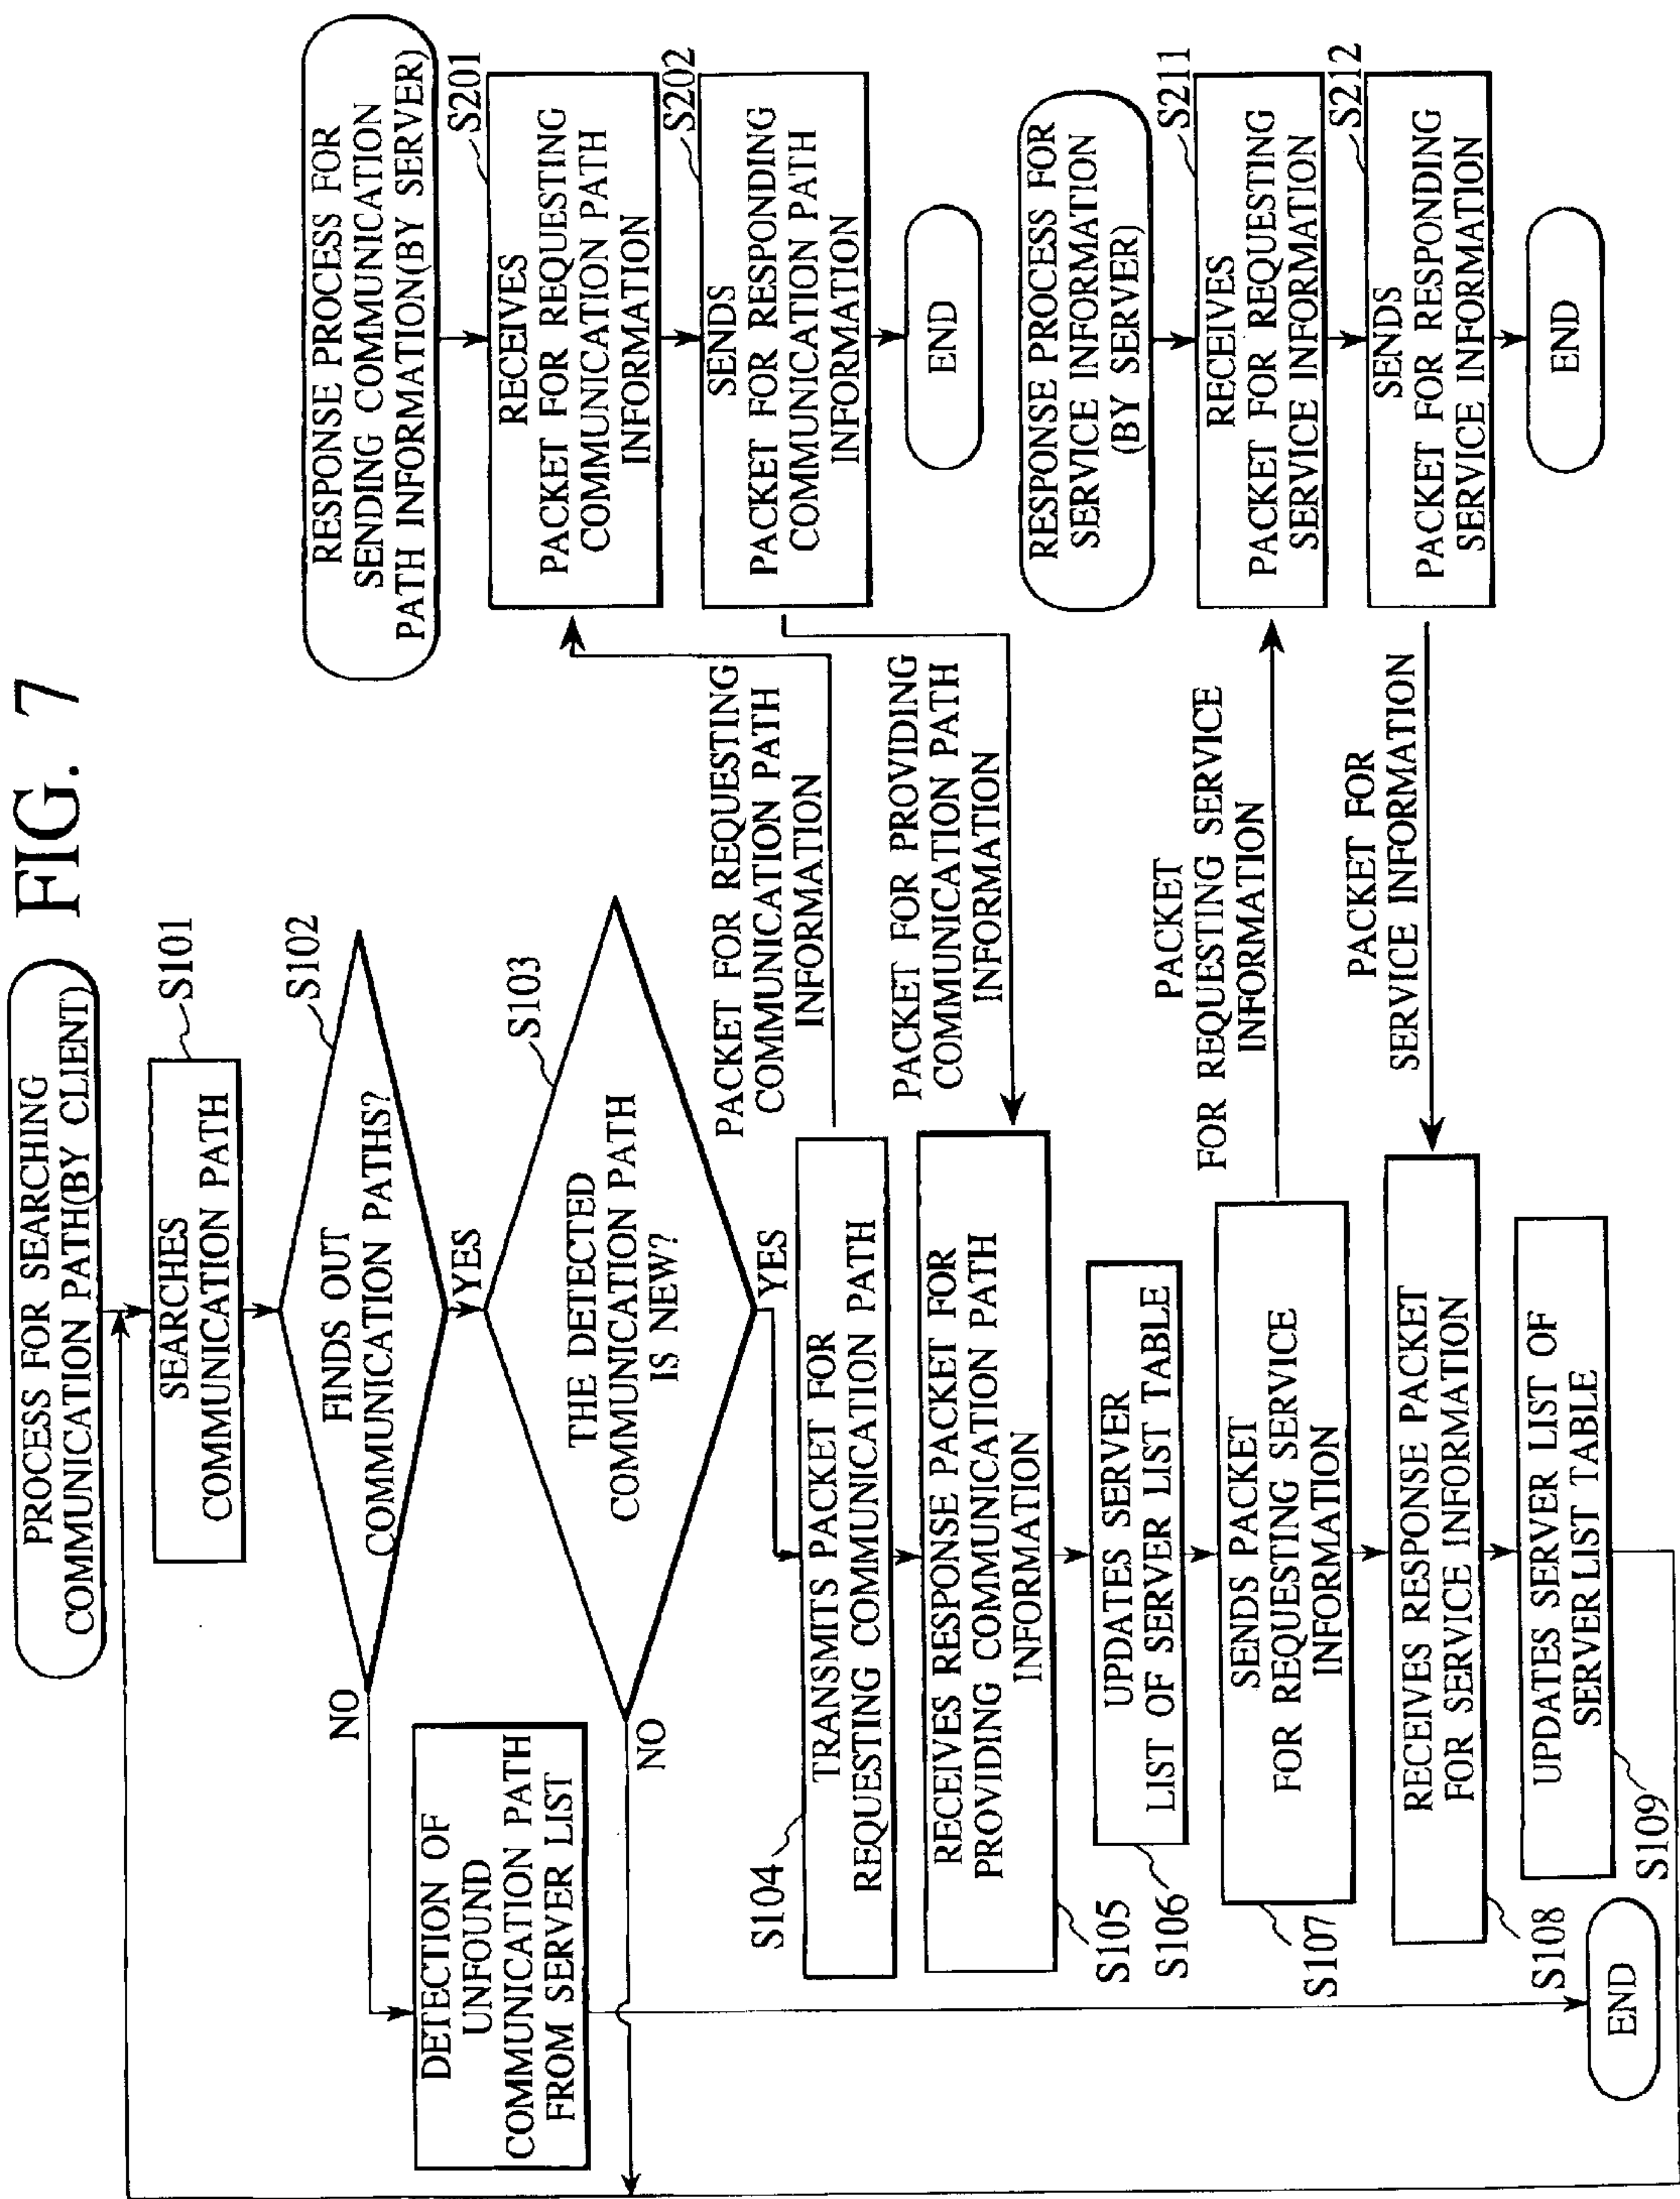 FIG. 7
PROCESS FOR SEARCHING
COMMUNICATION PATH(BY CLIENT)
SEARCHES
COMMUNICATION PATH
S101
FINDS OUT
COMMUNICATION PATHS?
S102
NO
YES
DETECTION OF
UNFOUND
COMMUNICATION PATH
FROM SERVER LIST
THE DETECTED
COMMUNICATION PATH
IS NEW?
S103
NO
YES
S104
TRANSMITS PACKET FOR
REQUESTING COMMUNICATION PATH
RECEIVES RESPONSE PACKET FOR
PROVIDING COMMUNICATION PATH
INFORMATION
S105
UPDATES SERVER
LIST OF SERVER LIST TABLE
S106
SENDS PACKET
FOR REQUESTING SERVICE
INFORMATION
S107
RECEIVES RESPONSE PACKET
FOR SERVICE INFORMATION
S108
UPDATES SERVER LIST OF
SERVER LIST TABLE
S109
END
PACKET FOR REQUESTING
COMMUNICATION PATH
INFORMATION
PACKET FOR PROVIDING
COMMUNICATION PATH
INFORMATION
PACKET
FOR REQUESTING SERVICE
INFORMATION
PACKET FOR
SERVICE INFORMATION
RESPONSE PROCESS FOR
SENDING COMMUNICATION
PATH INFORMATION(BY SERVER)
S201
RECEIVES
PACKET FOR REQUESTING
COMMUNICATION PATH
INFORMATION
S202
SENDS
PACKET FOR RESPONDING
COMMUNICATION PATH
INFORMATION
END
RESPONSE PROCESS FOR
SERVICE INFORMATION
(BY SERVER)
S211
RECEIVES
PACKET FOR REQUESTING
SERVICE INFORMATION
S212
SENDS
PACKET FOR RESPONDING
SERVICE INFORMATION
END